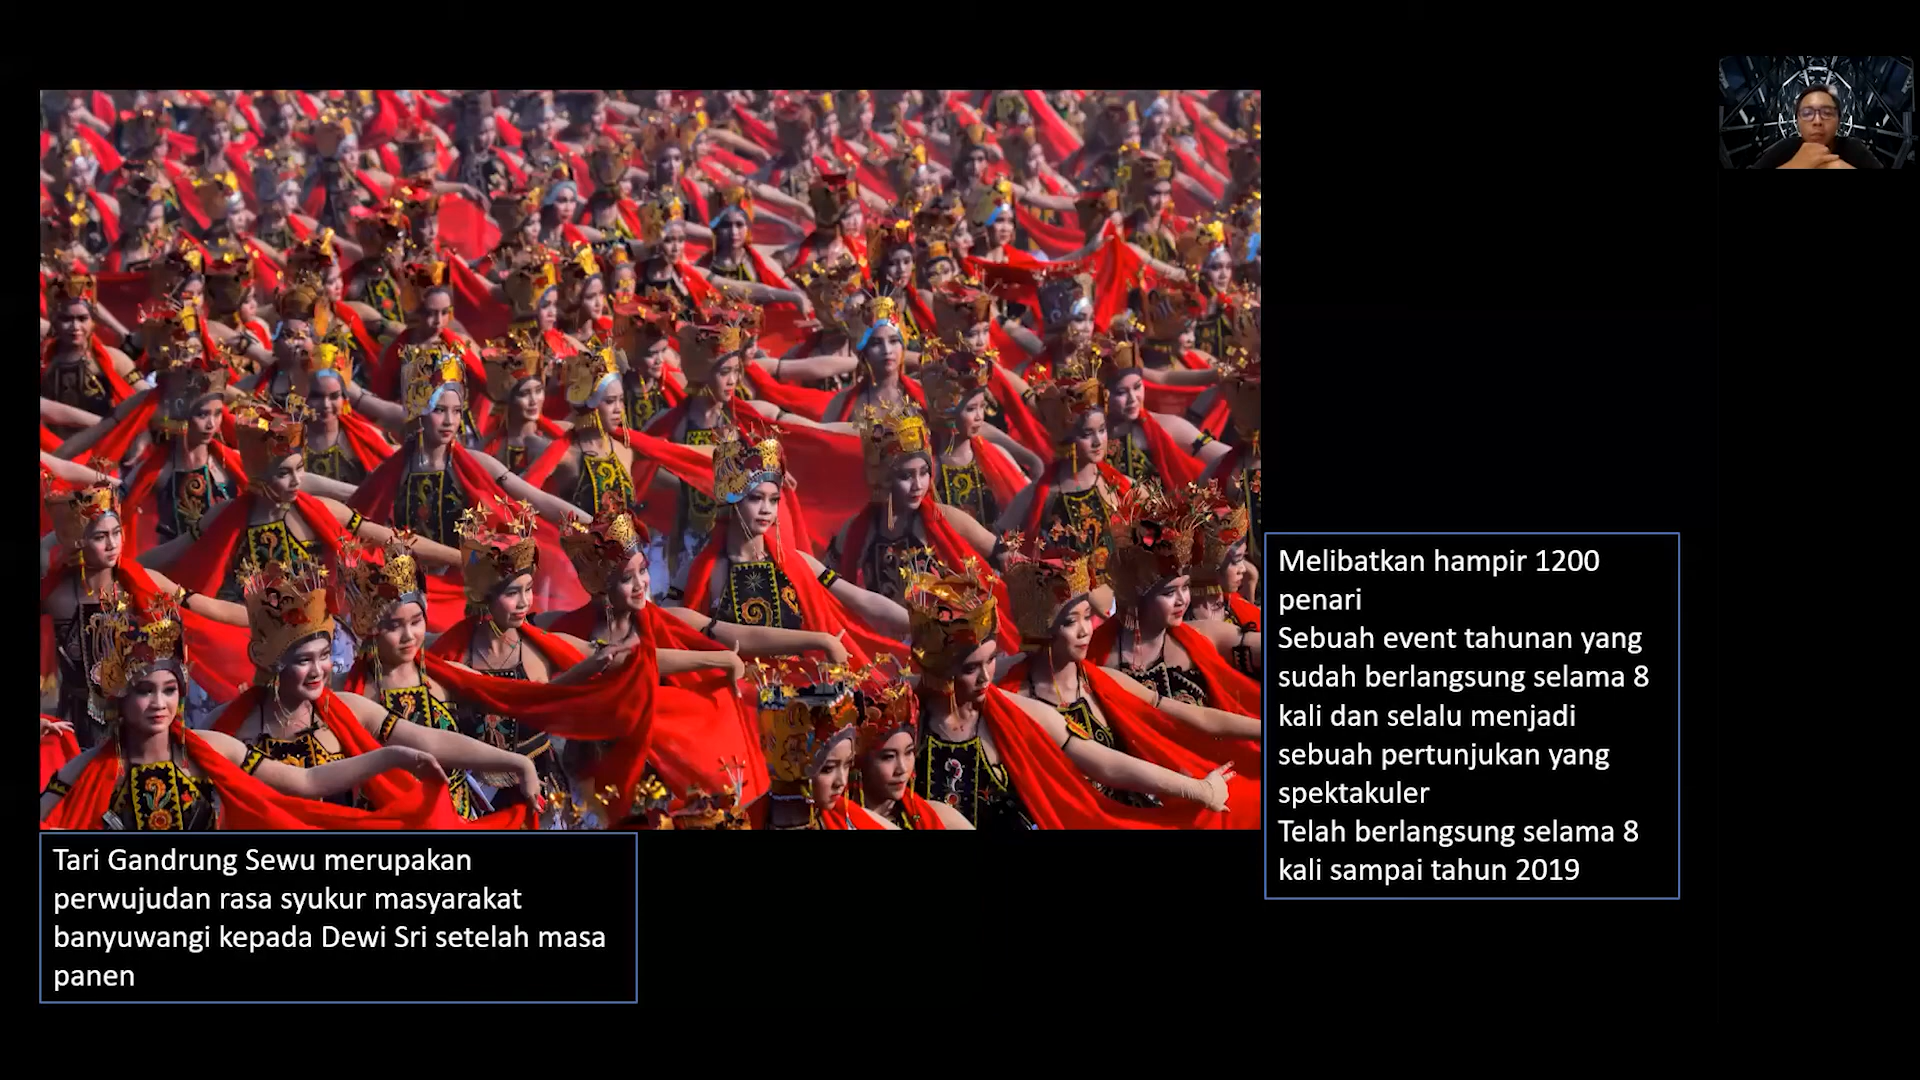 Melibatkan hampir 1200
penari
Sebuah event tahunan yang
sudah berlangsung selama 8
kali dan selalu menjadi
sebuah pertunjukan yang
spektakuler
Telah berlangsung selama 8
kali sampai tahun 2019
Tari Gandrung Sewu merupakan
perwujudan rasa syukur masyarakat
banyuwangi kepada Dewi Sri setelah masa
panen